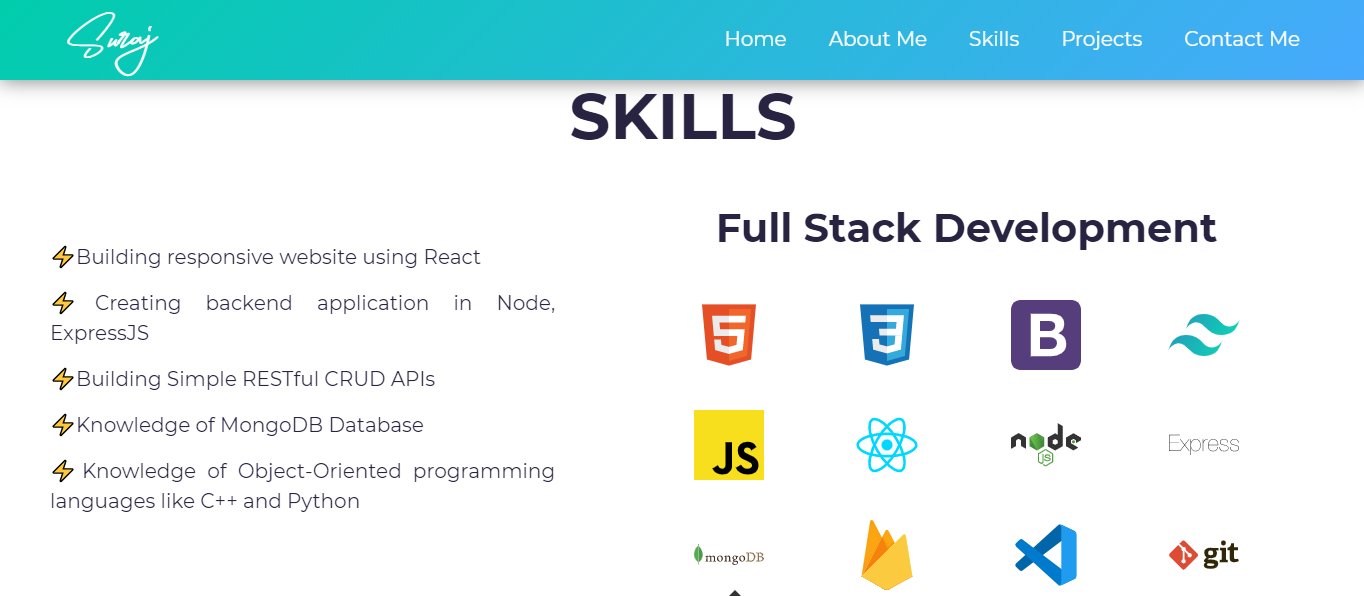 Suraj
Home About Me Skills Projects Contact Me
SKILLS
⚡Building responsive website using React
⚡ Creating backend application in Node,
ExpressJS
⚡Building Simple RESTful CRUD APIs
⚡Knowledge of MongoDB Database
⚡ Knowledge of Object-Oriented programming
languages like C++ and Python
Full Stack Development
5 3 B
JS node JS Express
mongoDB git